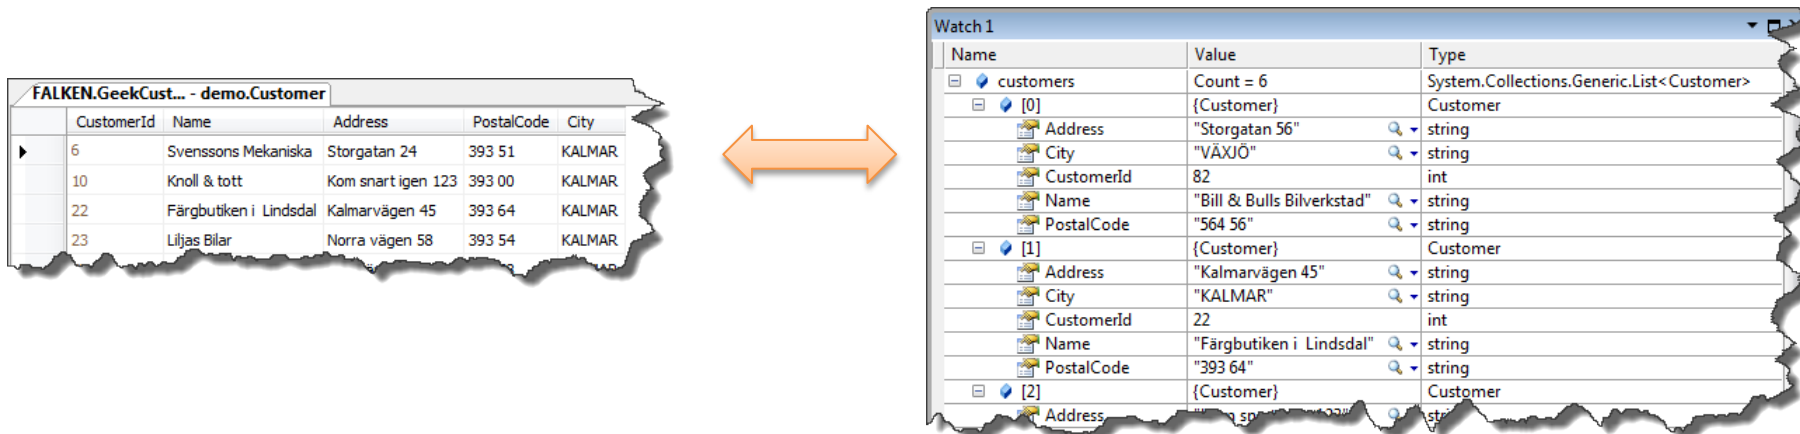 FALKEN.GeekCust... - demo.Customer
CustomerId Name Address PostalCode City
6 Svenssons Mekaniska Storgatan 24 393 51 KALMAR
10 Knoll & tott Kom snart igen 123 393 00 KALMAR
22 Färgbutiken i  Lindsdal Kalmarvägen 45 393 64 KALMAR
23 Liljas Bilar Norra vägen 58 393 54 KALMAR
Watch 1
Name Value Type
customers Count = 6 System.Collections.Generic.List<Customer>
[0] {Customer} Customer
Address "Storgatan 56" string
City "VÄXJÖ" string
CustomerId 82 int
Name "Bill & Bulls Bilverkstad" string
PostalCode "564 56" string
[1] {Customer} Customer
Address "Kalmarvägen 45" string
City "KALMAR" string
CustomerId 22 int
Name "Färgbutiken i  Lindsdal" string
PostalCode "393 64" string
[2] {Customer} Customer
Address